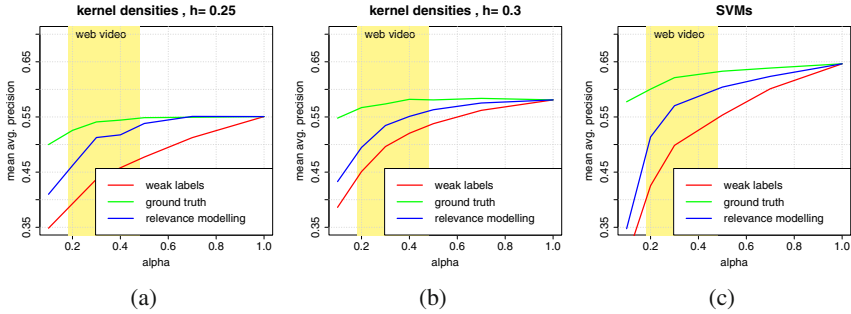 kernel densities , h= 0.25
web video
mean avg. precision
0.35 0.45 0.55 0.65
weak labels
ground truth
relevance modelling
0.2 0.4 0.6 0.8 1.0
alpha
(a)
kernel densities , h= 0.3
web video
mean avg. precision
0.35 0.45 0.55 0.65
weak labels
ground truth
relevance modelling
0.2 0.4 0.6 0.8 1.0
alpha
(b)
SVMs
web video
mean avg. precision
0.35 0.45 0.55 0.65
weak labels
ground truth
relevance modelling
0.2 0.4 0.6 0.8 1.0
alpha
(c)